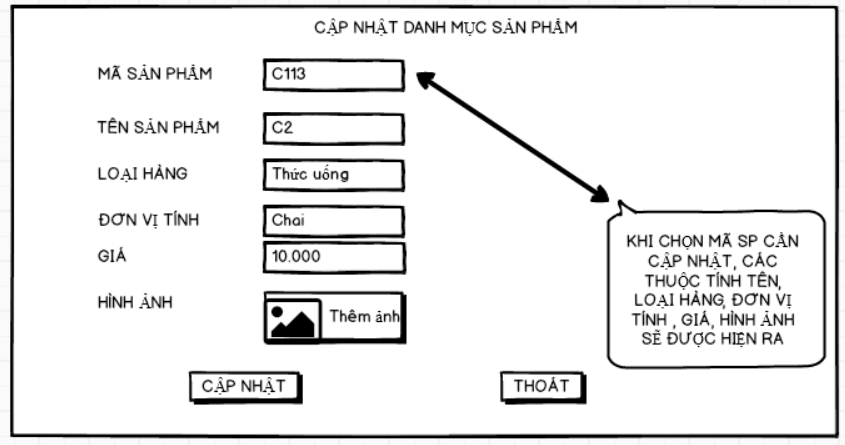 CẬP NHẬT DANH MỤC SẢN PHẨM
MÃ SẢN PHẨM
C113
TÊN SẢN PHẨM
C2
LOẠI HÀNG
Thức uống
ĐƠN VỊ TÍNH
Chai
GIÁ
10.000
HÌNH ẢNH
Thêm ảnh
KHI CHỌN MÃ SP CẦN
CẬP NHẬT, CÁC
THUỘC TÍNH TÊN,
LOẠI HÀNG, ĐƠN VỊ
TÍNH , GIÁ, HÌNH ẢNH
SẼ ĐƯỢC HIỆN RA
CẬP NHẬT
THOÁT